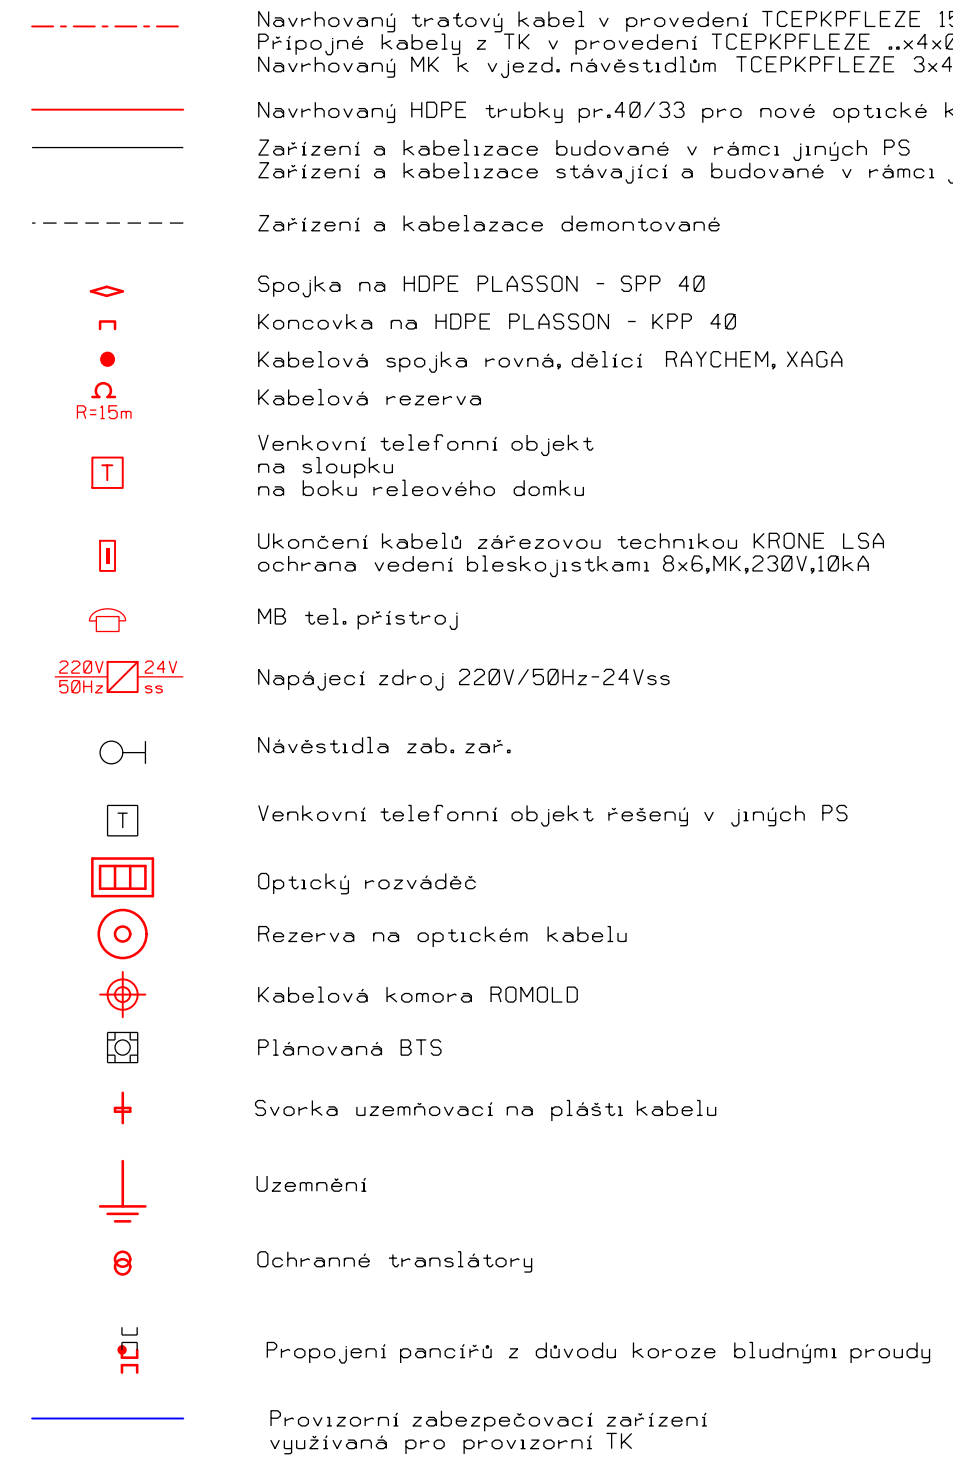 Navrhovaný traťový kabel v provedení TCEPKPFLEZE
Přípojné kabely z TK v provedení TCEPKPFLEZE
Navrhovaný MK k vjezd. návěstidlům TCEPKPFLEZE
Navrhovaný HDPE trubky pr.40/33 pro nové optické
Zařízení a kabelizace budované v rámci jiných PS
Zařízení a kabelizace stávající a budované v rámci
Zařízení a kabelazace demontované
Spojka na HDPE PLASSON - SPP 40
Koncovka na HDPE PLASSON - KPP 40
Kabelová spojka rovná, dělící RAYCHEM, XAGA
Ω
R=15m
Kabelová rezerva
Venkovní telefonní objekt
na sloupku
T
na boku releového domku
Ukončení kabelů zářezovou technikou KRONE LSA
ochrana vedení bleskojistkami 8x6,MK,230V,10kA
MB tel. přístroj
220V 24V
50Hz ss
Napájecí zdroj 220V/50Hz-24Vss
Návěstidla zab. zař.
T
Venkovní telefonní objekt řešený v jiných PS
Optický rozváděč
Rezerva na optickém kabelu
Kabelová komora ROMOLD
Plánovaná BTS
Svorka uzemňovací na plášti kabelu
Uzemnění
Ochranné translátory
Propojení pancířů z důvodu koroze bludnými proudy
Provizorní zabezpečovací zařízení
využívaná pro provizorní TK